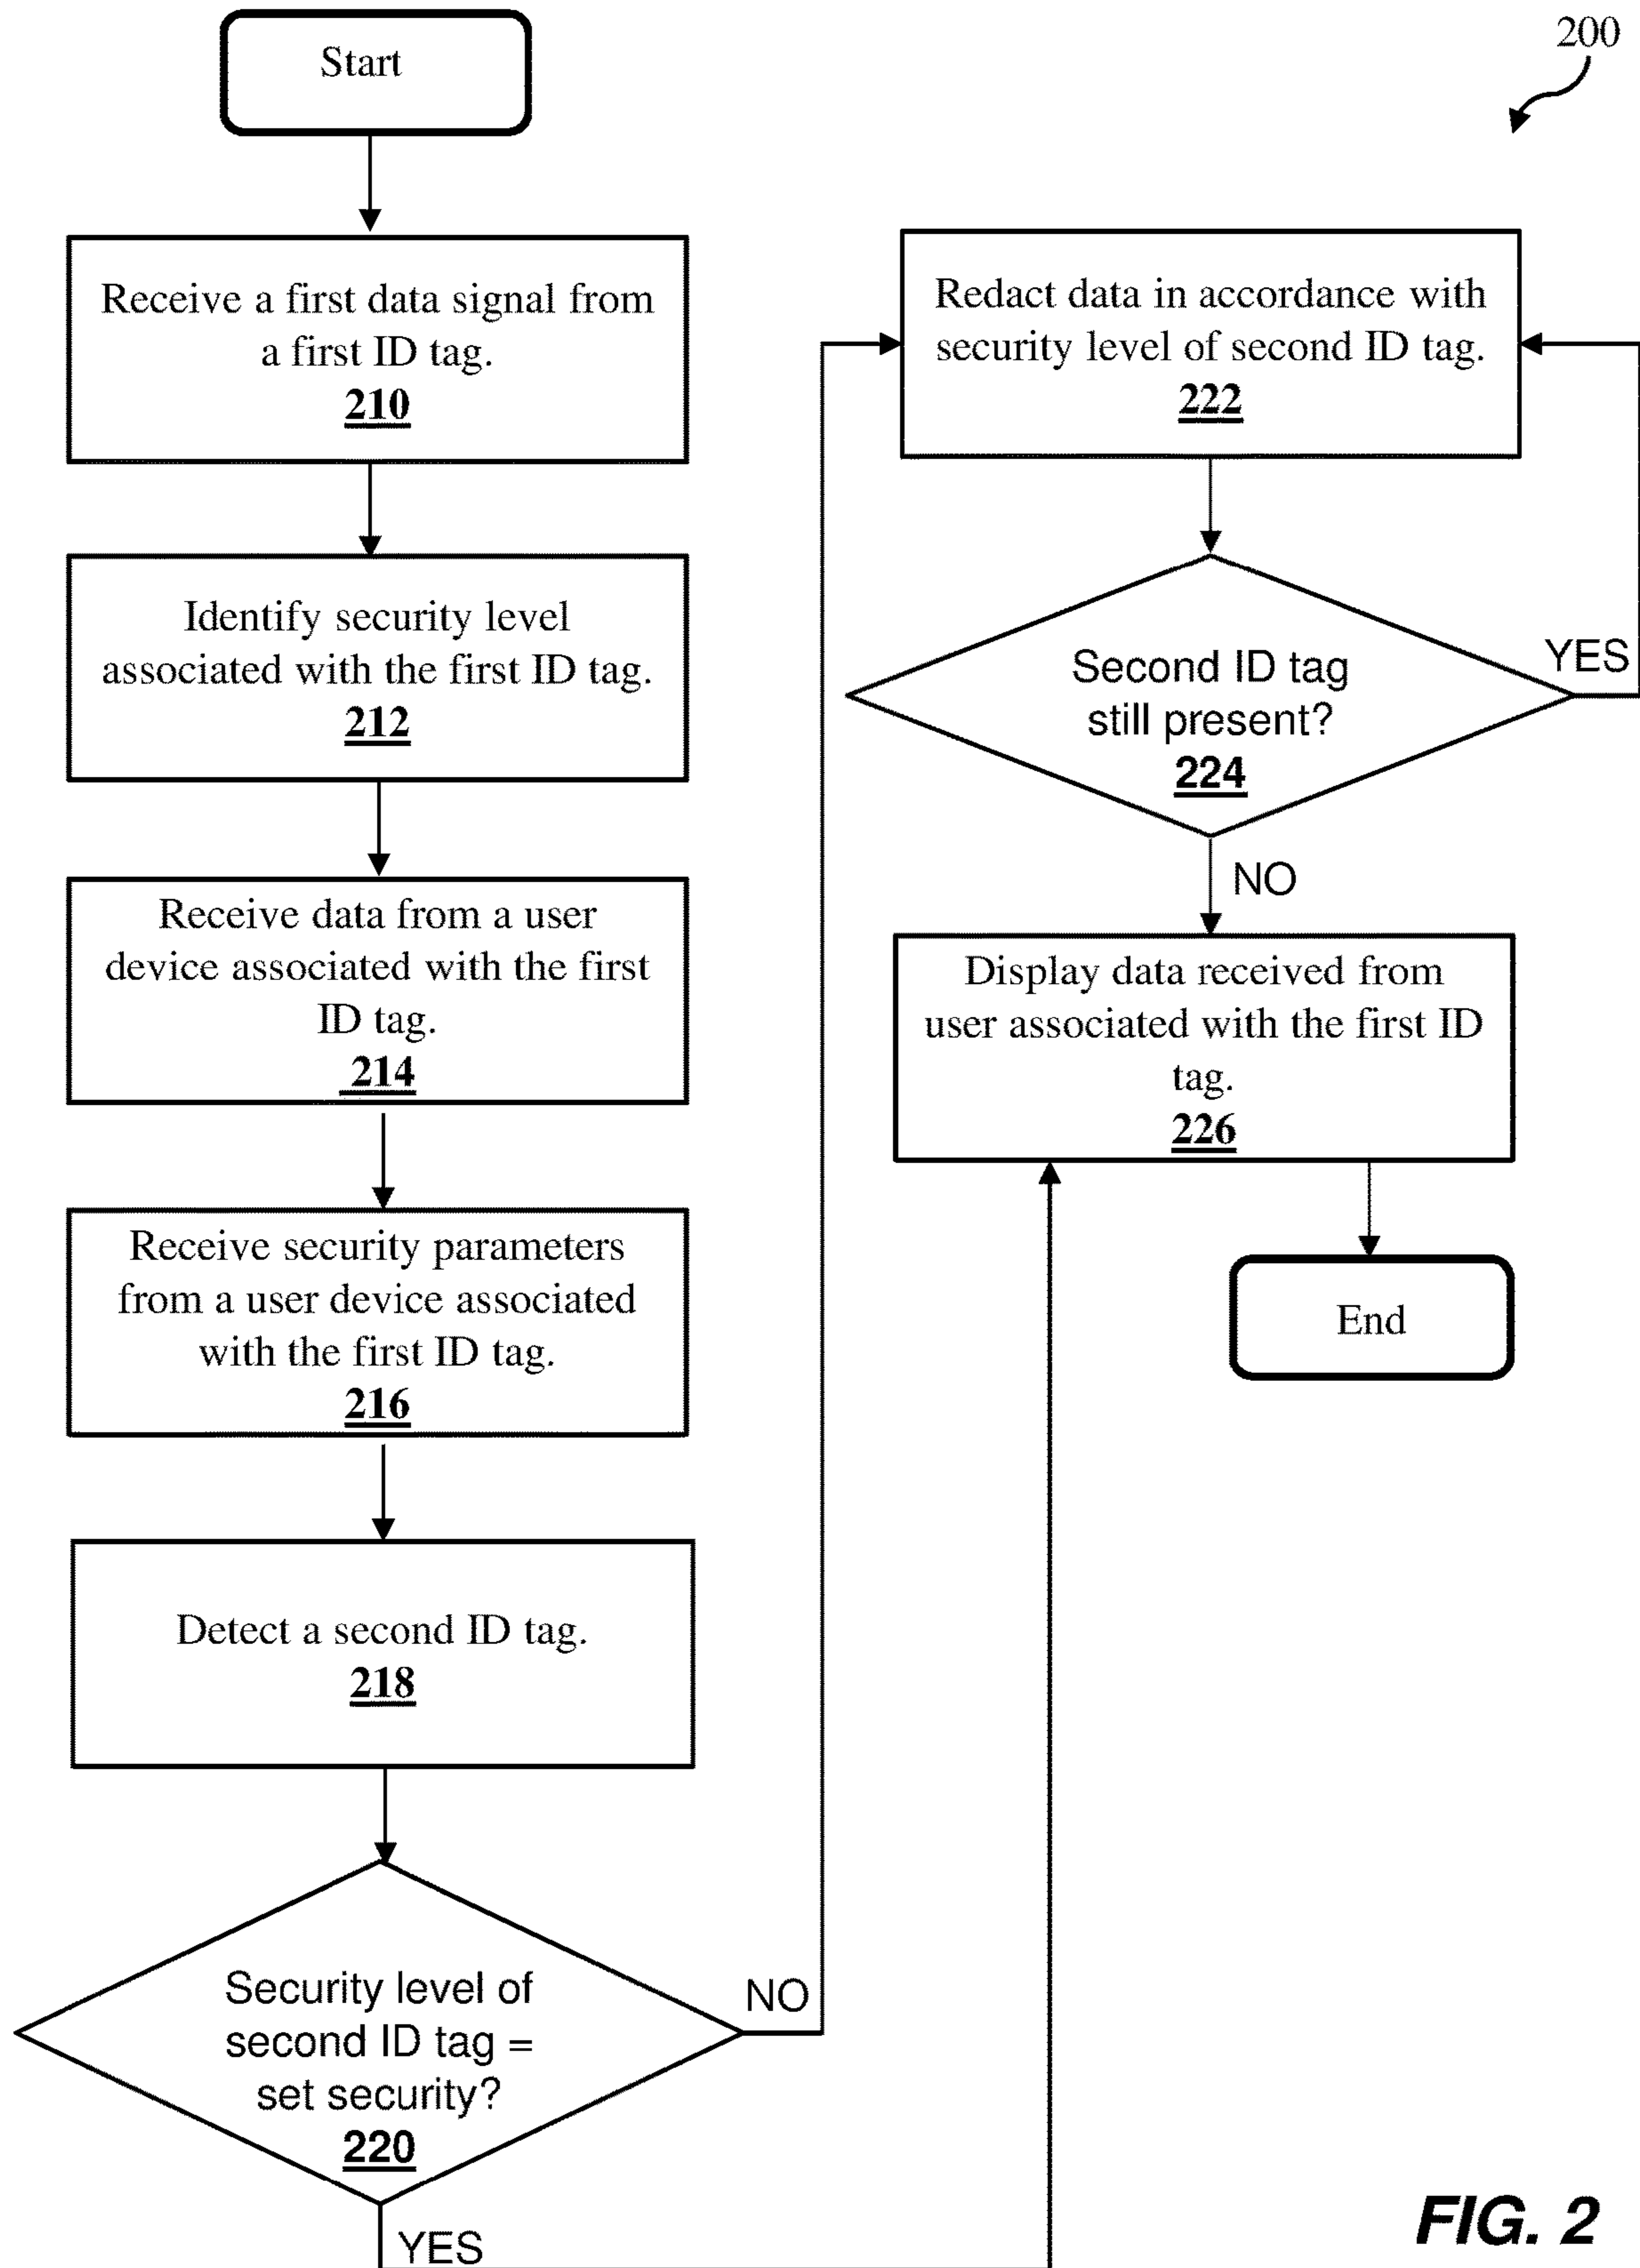 Start
200
Receive a first data signal from
a first ID tag.
210
Identify security level
associated with the first ID tag.
212
Receive data from a user
device associated with the first
ID tag.
214
Receive security parameters
from a user device associated
with the first ID tag.
216
Detect a second ID tag.
218
Security level of
second ID tag =
set security?
220
NO
YES
Redact data in accordance with
security level of second ID tag.
222
Second ID tag
still present?
224
YES
NO
Display data received from
user associated with the first ID
tag.
226
End
FIG. 2